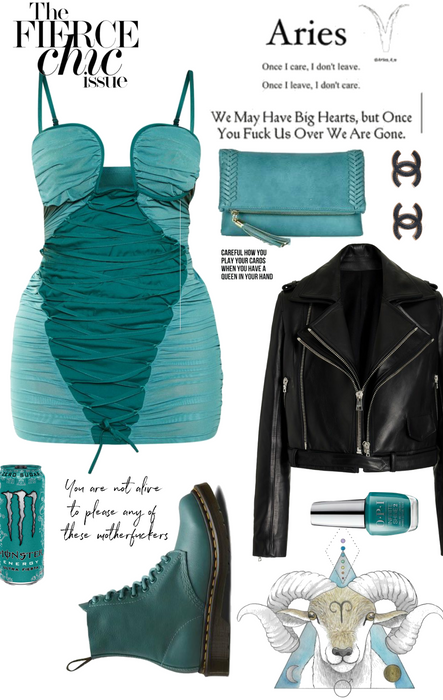 The
FIERCE
chic
ISSUE
Aries
Once I care, I don't leave.
Once I leave, I don't care.
We May Have Big Hearts, but Once
You Fuck Us Over We Are Gone.
CAREFUL HOW YOU
PLAY YOUR CARDS
WHEN YOU HAVE A
QUEEN IN YOUR HAND
You are not alive
to please any of
these motherfuckers
ZERO SUGAR
MONSTER
ENERGY
OPI